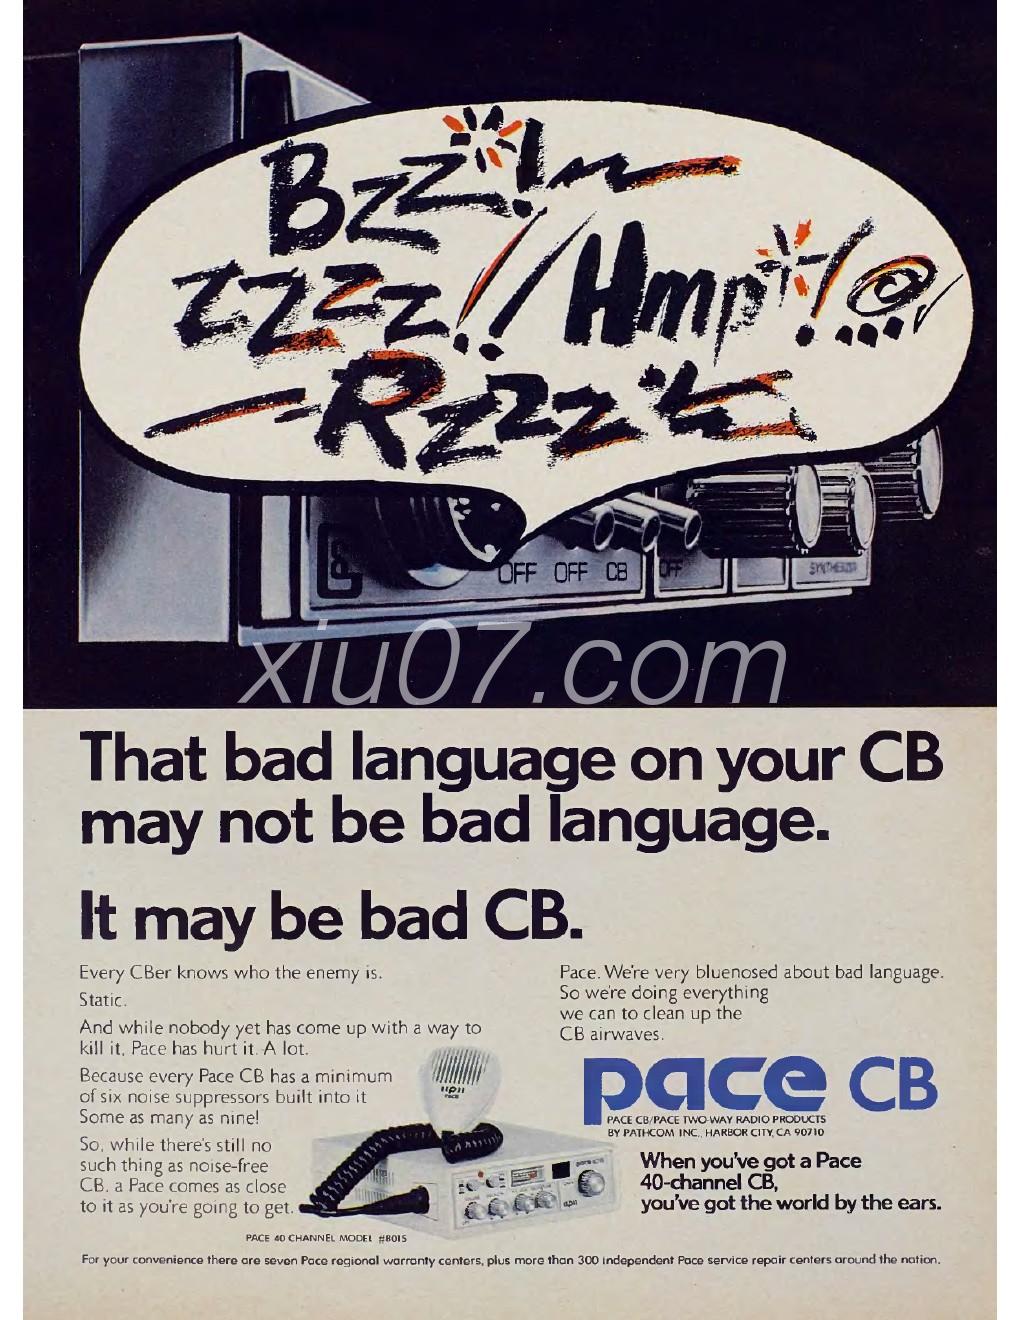 Bzz!
zzzz!!/Hmp!
Rzzz
OFF OFF CB OFF SYNTHESIZER
xiu07.com
That bad language on your CB
may not be bad language.
It may be bad CB.
Every CBer knows who the enemy is.
Static.
And while nobody yet has come up with a way to
kill it, Pace has hurt it. A lot.
Because every Pace CB has a minimum
of six noise suppressors built into it
Some as many as nine!
So, while there's still no
such thing as noise-free
CB, a Pace comes as close
to it as you're going to get.
PACE 40 CHANNEL MODEL #8015
Pace. We're very bluenosed about bad language.
So we're doing everything
we can to clean up the
CB airwaves.
pace CB
PACE CB/PACE TWO-WAY RADIO PRODUCTS
BY PATHCOM INC., HARBOR CITY, CA 90710
When you've got a Pace
40-channel CB,
you've got the world by the ears.
For your convenience there are seven Pace regional warranty centers, plus more than 300 independent Pace service repair centers around the nation.